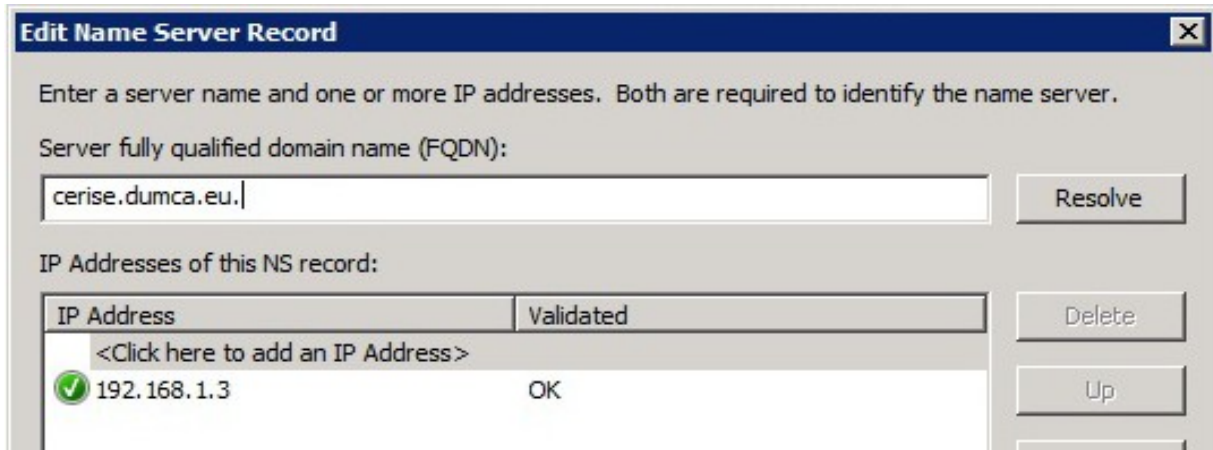 Edit Name Server Record
Enter a server name and one or more IP addresses.  Both are required to identify the name server.
Server fully qualified domain name (FQDN):
cerise.dumca.eu.
Resolve
IP Addresses of this NS record:
IP Address Validated
Delete
<Click here to add an IP Address>
192.168.1.3 OK
Up